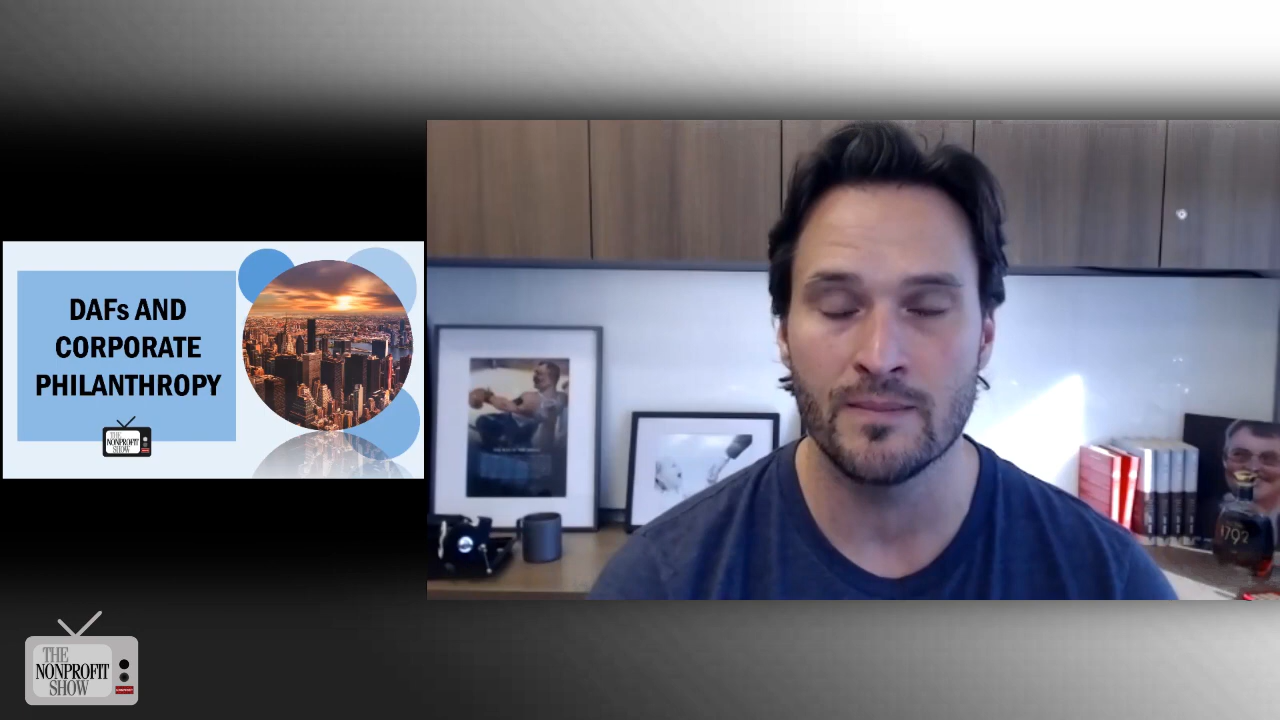 DAFs AND
CORPORATE
PHILANTHROPY
THE
NONPROFIT
SHOW
THE
NONPROFIT
SHOW
1792